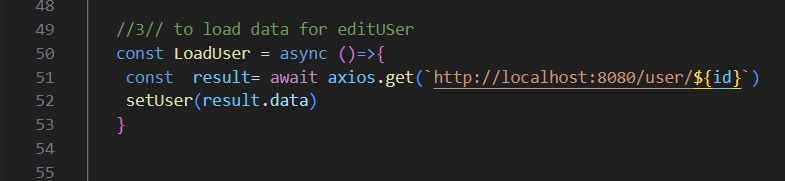 48
49 //3// to load data for editUSer
50 const LoadUser = async ()=>{
51 const  result= await axios.get(`http://localhost:8080/user/${id}`)
52 setUser(result.data)
53 }
54
55